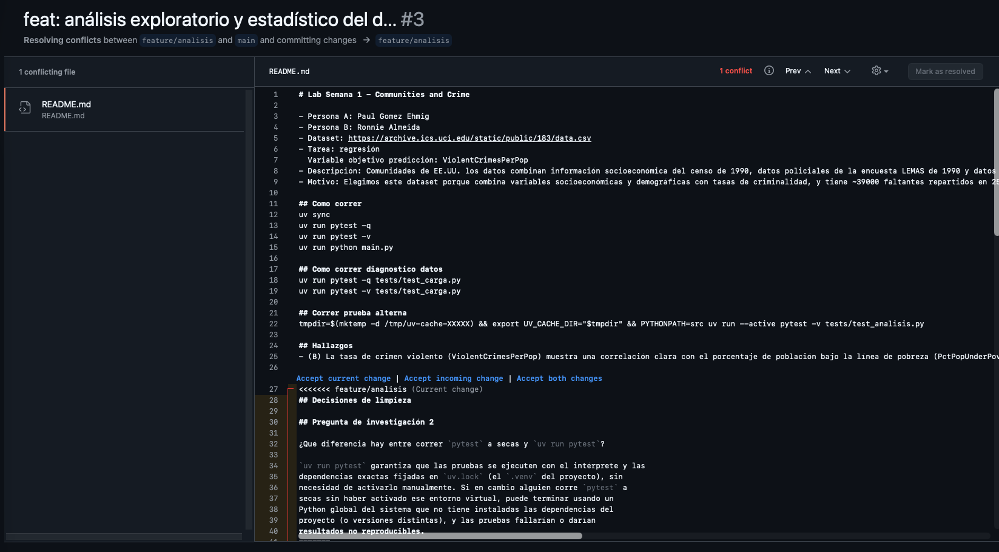 feat: análisis exploratorio y estadístico del d... #3
Resolving conflicts between feature/analisis and main and committing changes → feature/analisis
1 conflicting file
README.md
README.md
README.md
1 conflict
Prev
Next
Mark as resolved
1 # Lab Semana 1 - Communities and Crime
2
3 - Persona A: Paul Gomez Ehmig
4 - Persona B: Ronnie Almeida
5 - Dataset: https://archive.ics.uci.edu/static/public/183/data.csv
6 - Tarea: regresión
7 Variable objetivo predicción: ViolentCrimesPerPop
8 - Descripción: Comunidades de EE.UU. los datos combinan información socioeconómica del censo de 1990, datos policiales de la encuesta LEMAS de 1990 y datos
9 - Motivo: Elegimos este dataset porque combina variables socioeconómicas y demográficas con tasas de criminalidad, y tiene ~39000 faltantes repartidos en 25
10
11 ## Como correr
12 uv sync
13 uv run pytest -q
14 uv run pytest -v
15 uv run python main.py
16
17 ## Como correr diagnostico datos
18 uv run pytest -q tests/test_carga.py
19 uv run pytest -v tests/test_carga.py
20
21 ## Correr prueba alterna
22 tmpdir=$(mktemp -d /tmp/uv-cache-XXXXX) && export UV_CACHE_DIR="$tmpdir" && PYTHONPATH=src uv run --active pytest -v tests/test_analisis.py
23
24 ## Hallazgos
25 - (B) La tasa de crimen violento (ViolentCrimesPerPop) muestra una correlación clara con el porcentaje de población bajo la línea de pobreza (PctPopUnderPov
26
Accept current change | Accept incoming change | Accept both changes
27 <<<<<<< feature/analisis (Current change)
28 ## Decisiones de limpieza
29
30 ## Pregunta de investigación 2
31
32 ¿Qué diferencia hay entre correr `pytest` a secas y `uv run pytest`?
33
34 `uv run pytest` garantiza que las pruebas se ejecuten con el intérprete y las
35 dependencias exactas fijadas en `uv.lock` (el `.venv` del proyecto), sin
36 necesidad de activarlo manualmente. Si en cambio alguien corre `pytest` a
37 secas sin haber activado ese entorno virtual, puede terminar usando un
38 Python global del sistema que no tiene instaladas las dependencias del
39 proyecto (o versiones distintas), y las pruebas fallarían o darían
40 resultados no reproducibles.